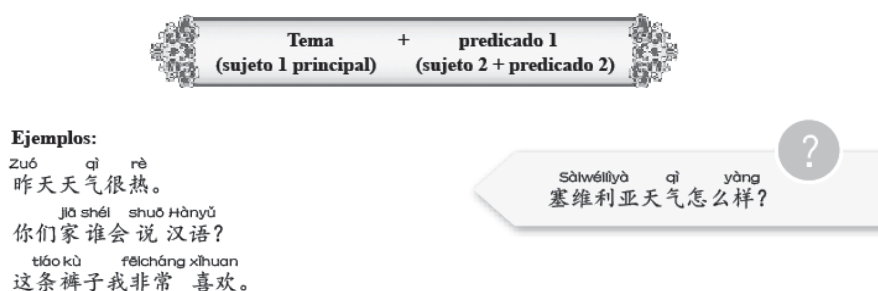 Tema + predicado 1
(sujeto 1 principal) (sujeto 2 + predicado 2)
Ejemplos:
Zuó qì rè
昨天天气很热。
jiā shéi shuō Hànyǔ
你们家谁会说汉语?
tiáo kù fēicháng xǐhuan
这条裤子我非常喜欢。
?
Sàiwéilìyà qì yàng
塞维利亚天气怎么样?